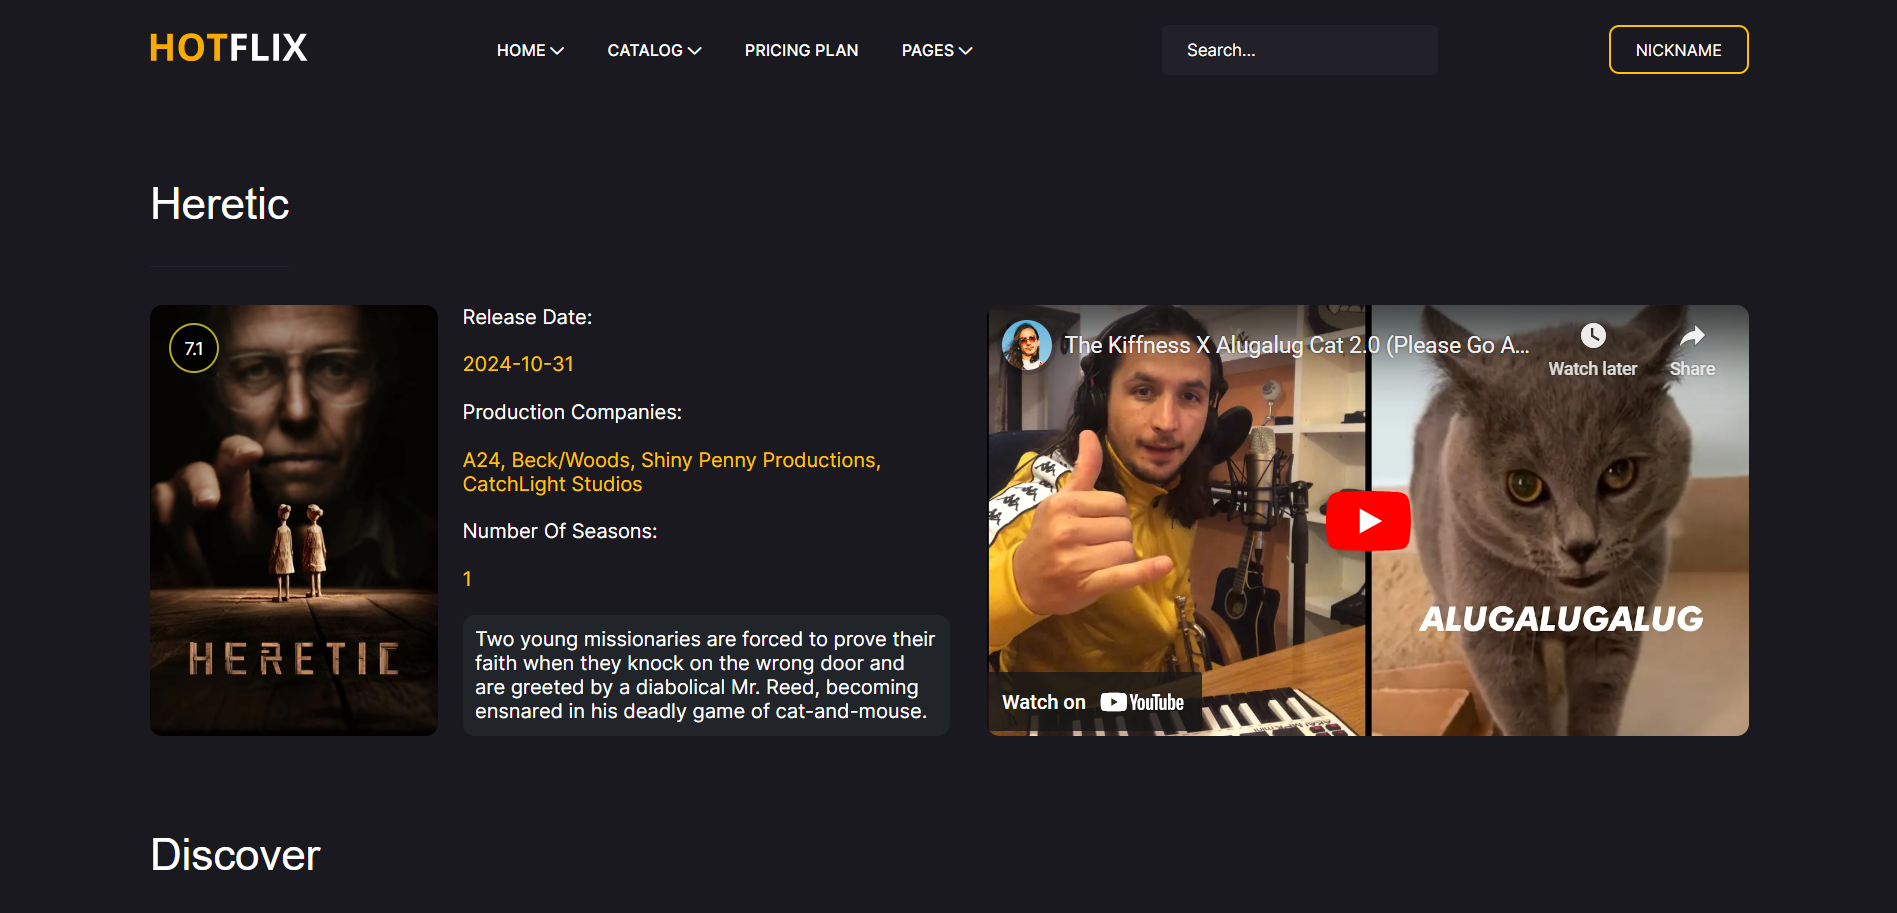 HOTFLIX
HOME
CATALOG
PRICING PLAN
PAGES
Search...
NICKNAME
Heretic
7.1
HERETIC
Release Date:
2024-10-31
Production Companies:
A24, Beck/Woods, Shiny Penny Productions,
CatchLight Studios
Number Of Seasons:
1
Two young missionaries are forced to prove their
faith when they knock on the wrong door and
are greeted by a diabolical Mr. Reed, becoming
ensnared in his deadly game of cat-and-mouse.
The Kiffness X Alugalug Cat 2.0 (Please Go A...
Watch later
Share
ALUGALUGALUG
Watch on YouTube
Discover